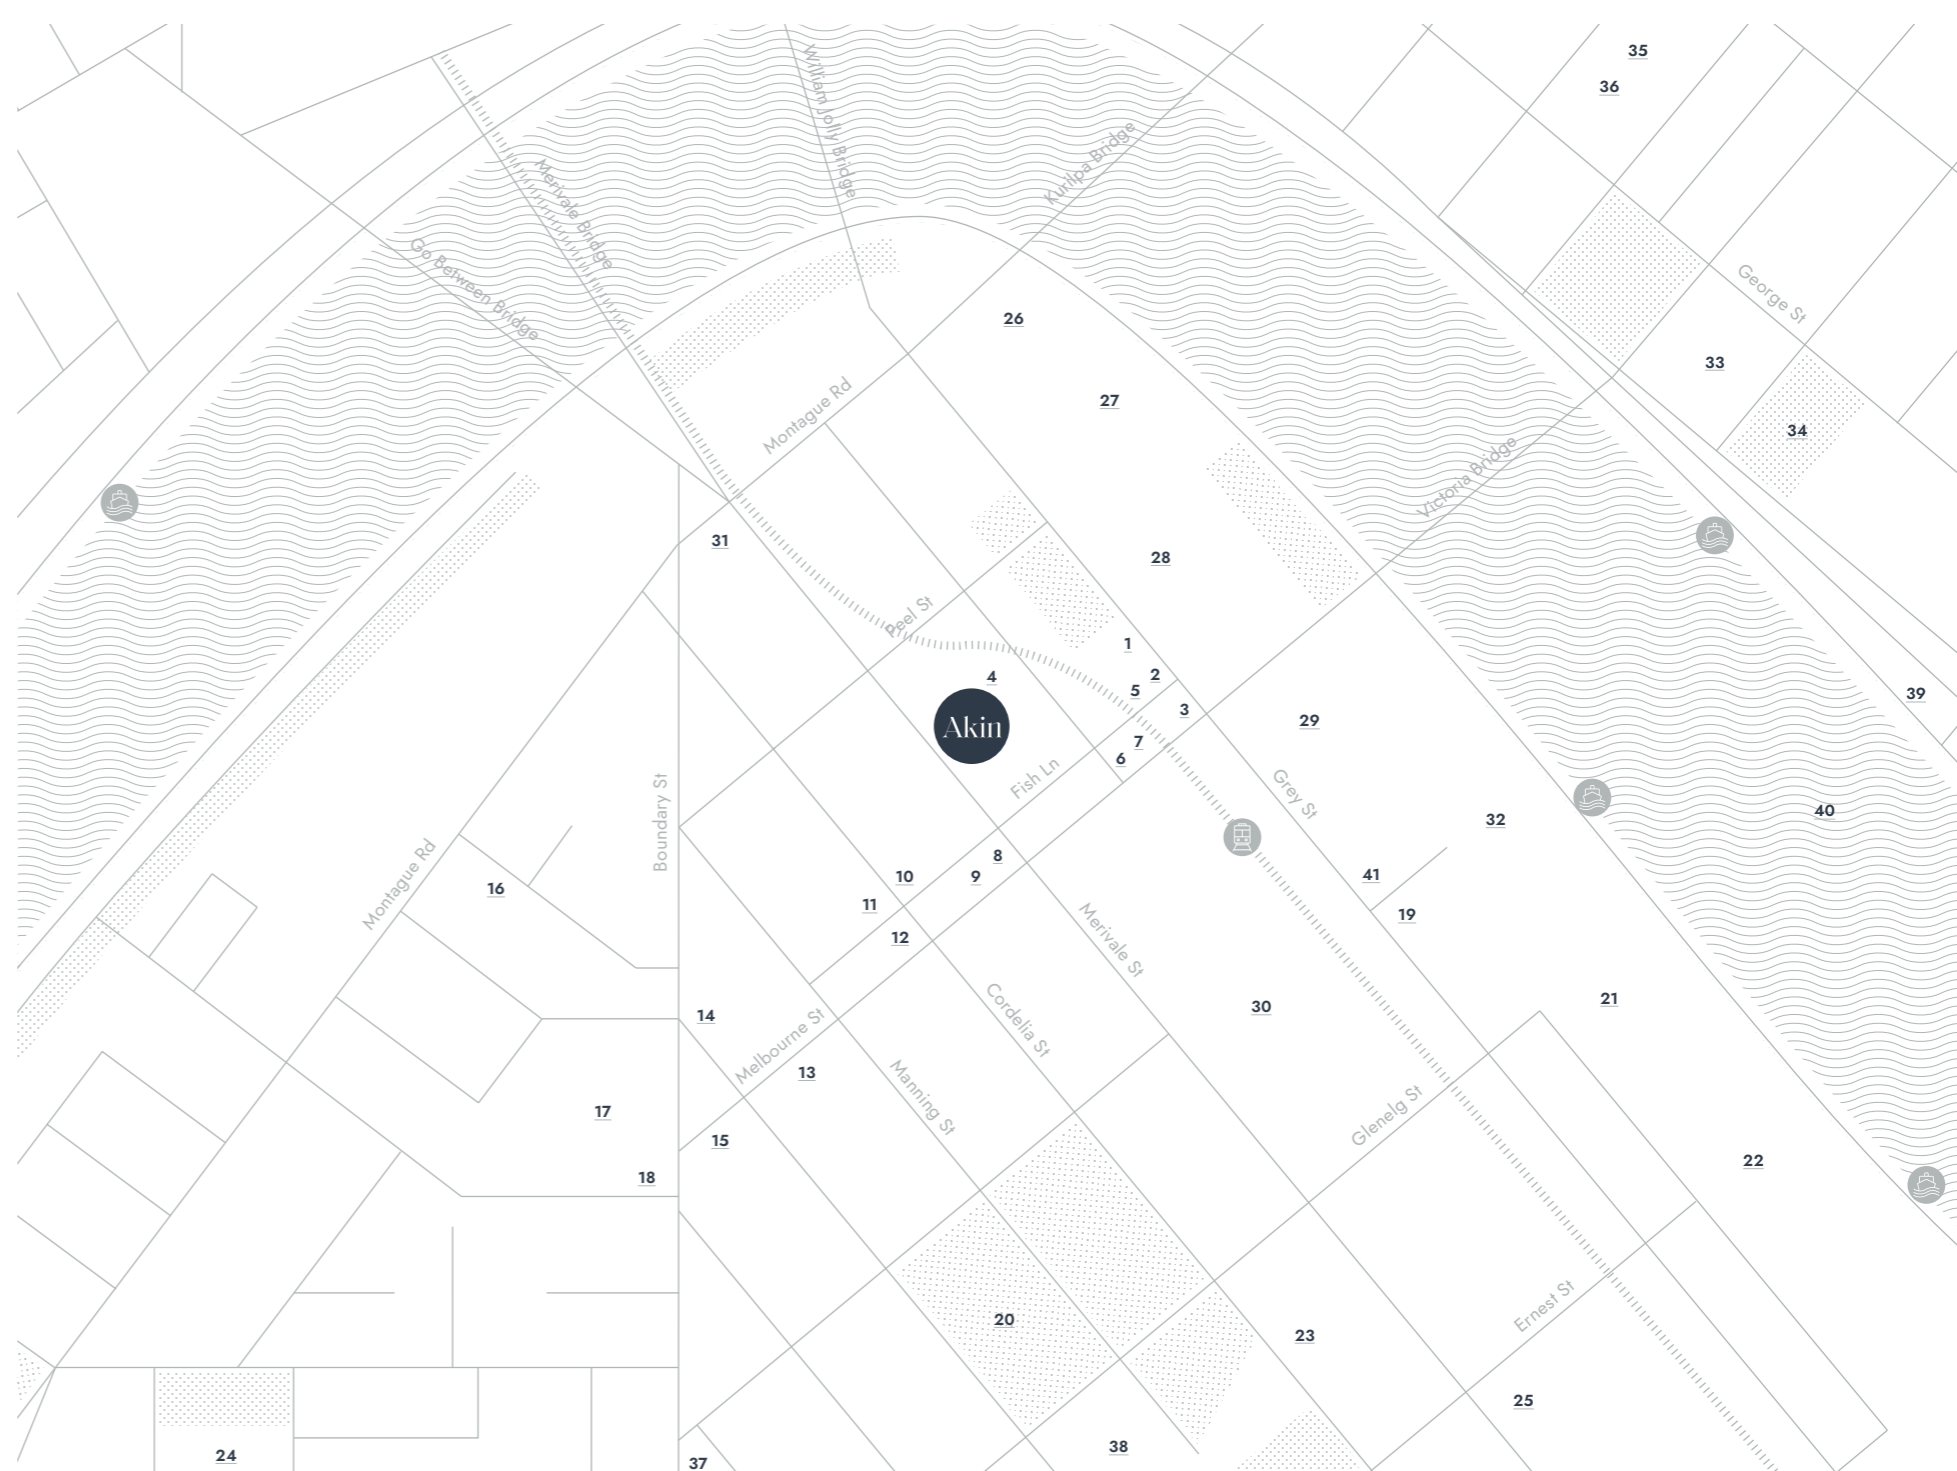 35
36
William Jolly Bridge
Kurilpa Bridge
Merivale Bridge
Go Between Bridge
George St
26
33
27
Montague Rd
34
Victoria Bridge
31
28
Peel St
1
2
4
5
39
3
29
Akin
7
6
Fish Ln
Grey St
40
32
Boundary St
8
41
10
9
16
Montague Rd
11
19
12
Merivale St
21
30
14
Cordelia St
Melbourne St
13
Manning St
17
Glenelg St
15
22
18
Ernest St
20
23
25
38
24
37